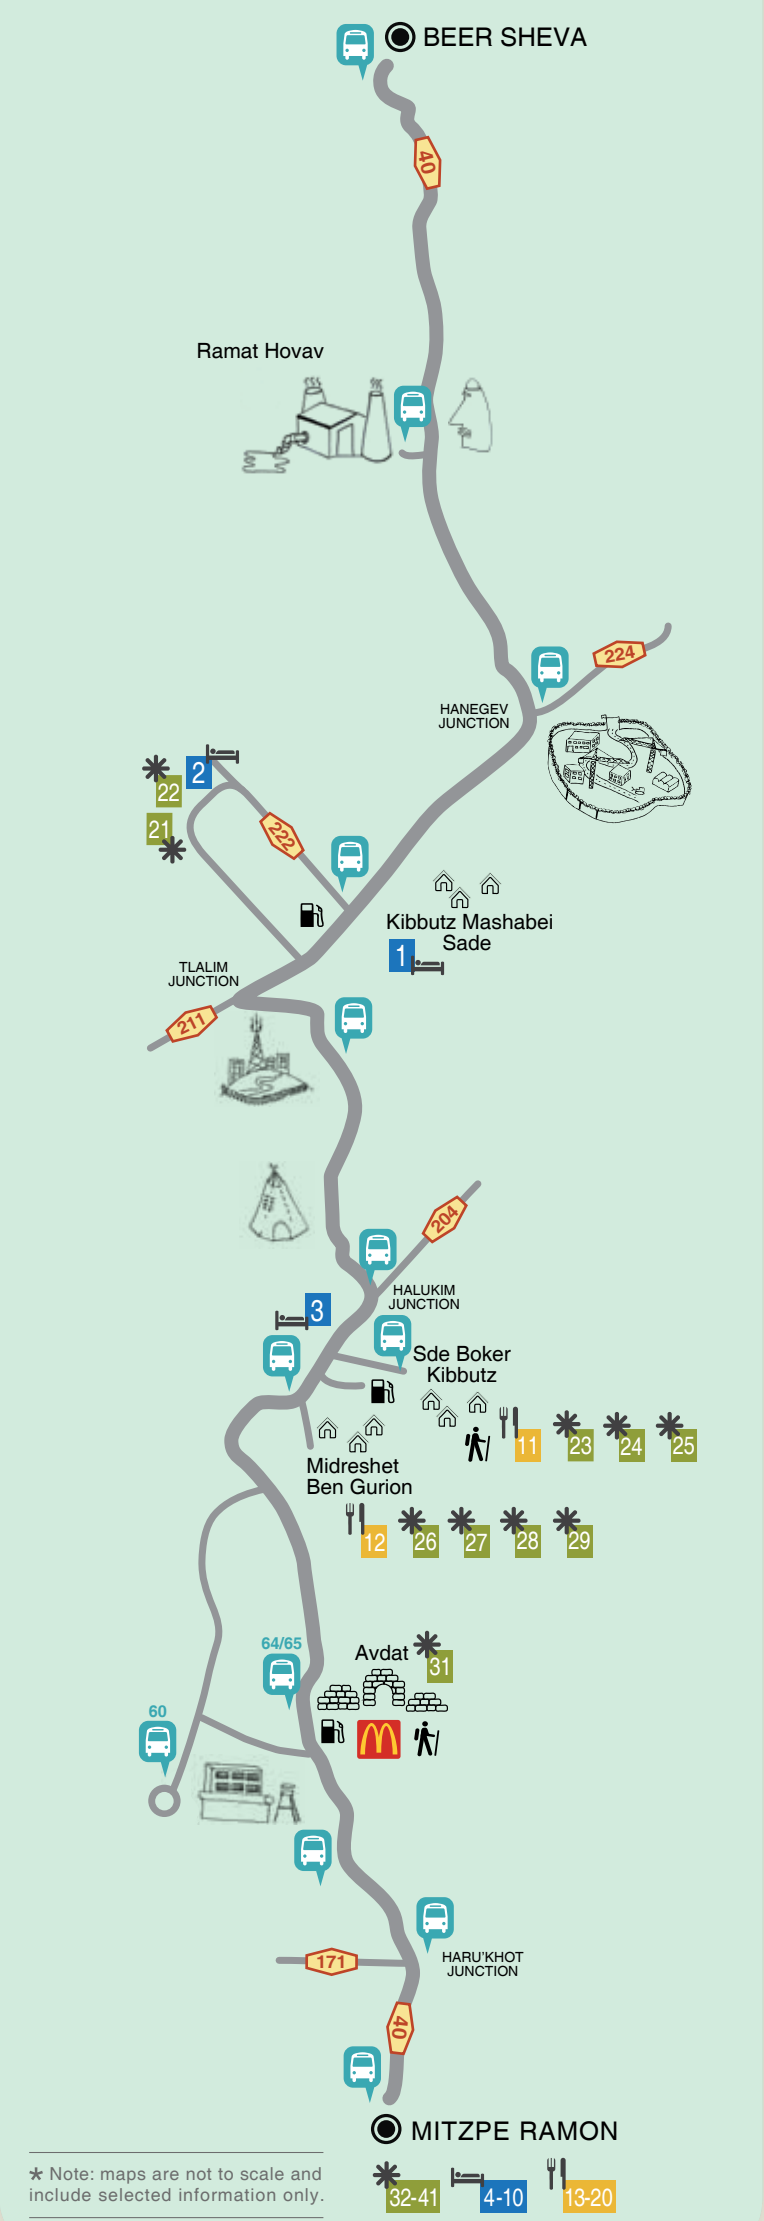 BEER SHEVA
40
Ramat Hovav
224
HANEGEV
JUNCTION
2
22
21
222
Kibbutz Mashabei
Sade
1
TLALIM
JUNCTION
211
204
HALUKIM
JUNCTION
3
Sde Boker
Kibbutz
11
23
24
25
Midreshet
Ben Gurion
12
26
27
28
29
64/65
Avdat
31
60
171
HARU'KHOT
JUNCTION
40
MITZPE RAMON
* Note: maps are not to scale and
include selected information only.
32-41
4-10
13-20